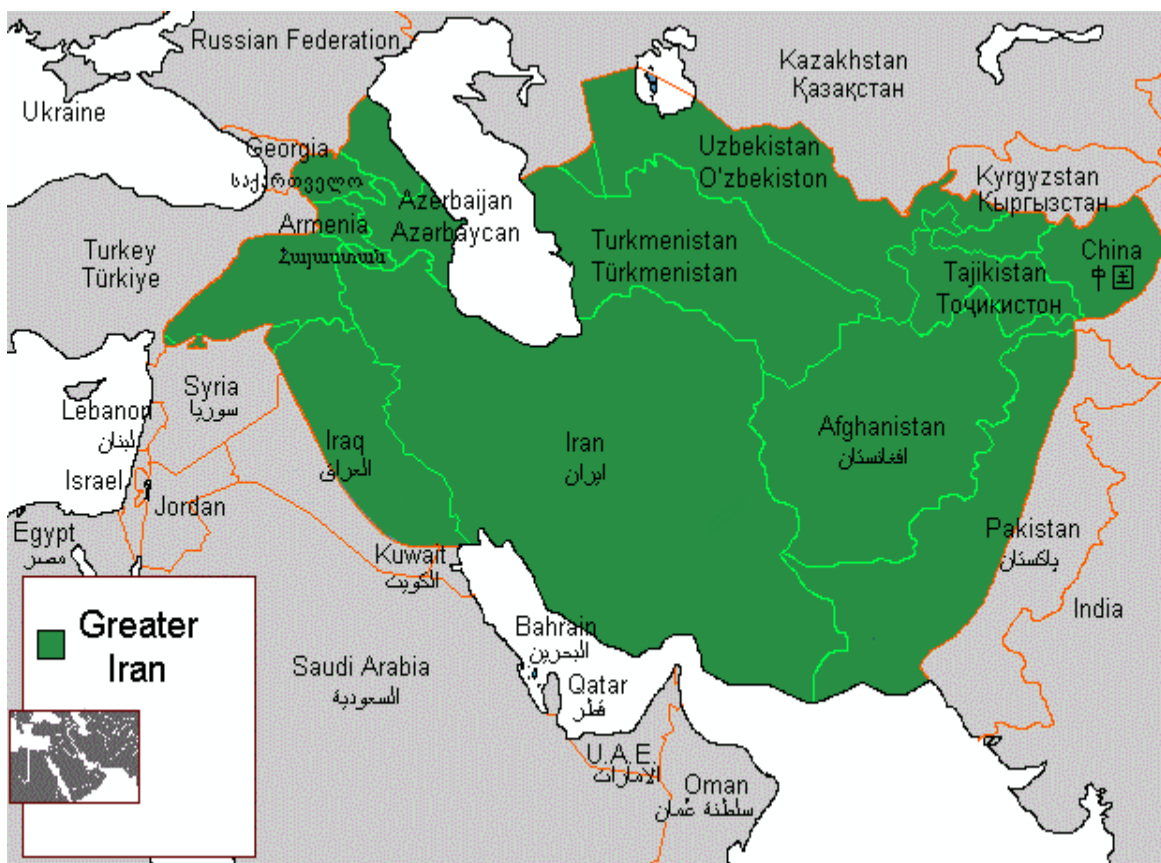 Russian Federation
Ukraine
Kazakhstan
Қазақстан
Georgia
საქართველო
Uzbekistan
O'zbekiston
Kyrgyzstan
Кыргызстан
Armenia
Հայաստան
Azerbaijan
Azərbaycan
Turkey
Türkiye
Turkmenistan
Türkmenistan
Tajikistan
Тоҷикистон
China
中国
Syria
سوريا
Lebanon
لبنان
Iraq
العراق
Iran
ايران
Afghanistan
افغانستان
Israel
Jordan
Egypt
مصر
Kuwait
الكويت
Pakistan
پاکستان
India
Bahrain
البحرين
Saudi Arabia
السعودية
Qatar
قطر
U.A.E.
الامارات
Oman
سلطنة عُمان
Greater
Iran